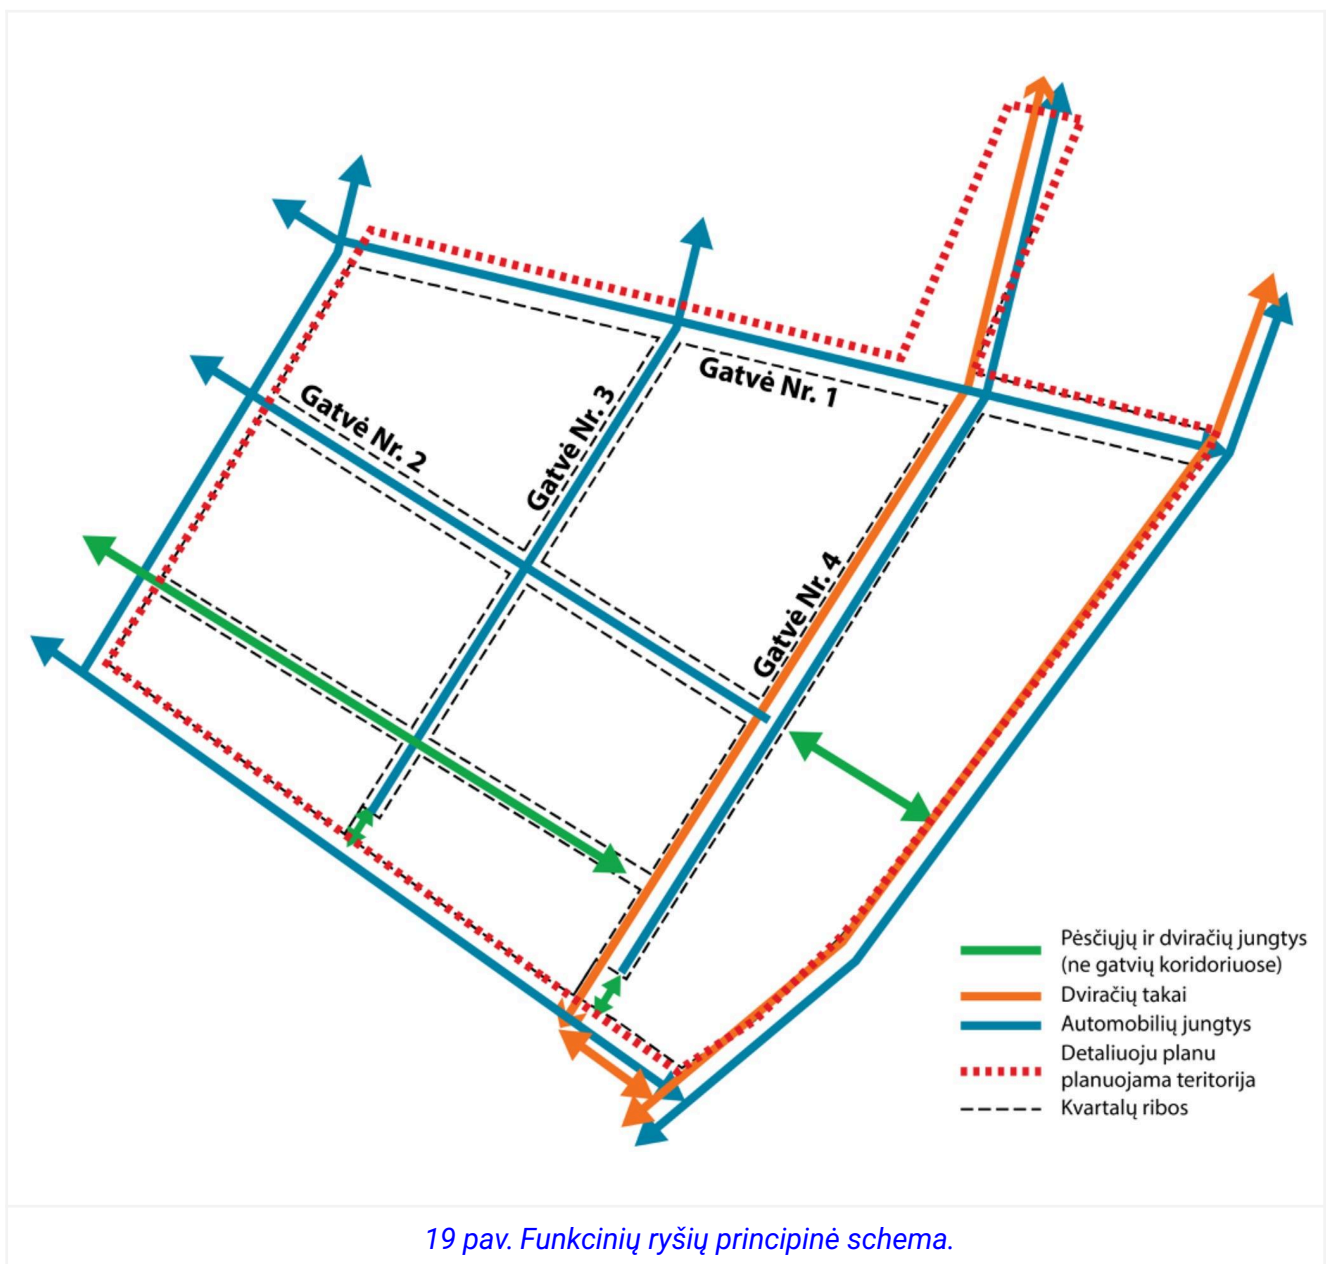 Gatvė Nr. 1
Gatvė Nr. 2
Gatvė Nr. 3
Gatvė Nr. 4
Pėsčiųjų ir dviračių jungtys
(ne gatvių koridoriuose)
Dviračių takai
Automobilių jungtys
Detaliuoju planu
planuojama teritorija
Kvartalų ribos
19 pav. Funkcinių ryšių principinė schema.